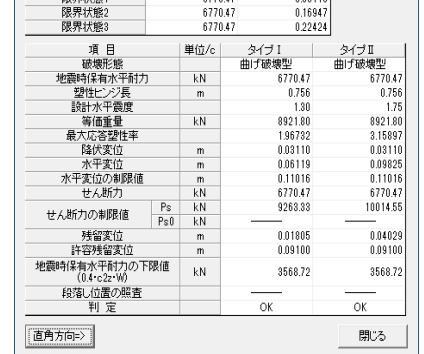 限界状態2 6770.47 0.16947
限界状態3 6770.47 0.22424
項 目 単位/c タイプⅠ タイプⅡ
破壊形態 曲げ破壊型 曲げ破壊型
地震時保有水平耐力 kN 6770.47 6770.47
塑性ヒンジ長 m 0.756 0.756
設計水平震度 1.30 1.75
等価重量 kN 8921.80 8921.80
最大応答塑性率 1.96732 3.15897
降伏変位 m 0.03110 0.03110
水平変位 m 0.06119 0.09825
水平変位の制限値 m 0.11016 0.11016
せん断力 kN 6770.47 6770.47
せん断力の制限値 Ps kN 9263.33 10014.55
Ps0 kN ――― ―――
残留変位 m 0.01805 0.04029
許容残留変位 m 0.09100 0.09100
地震時保有水平耐力の下限値
(0.4・c2z・W) kN 3568.72 3568.72
段落し位置の照査 ――― ―――
判 定 OK OK
直角方向=> 閉じる